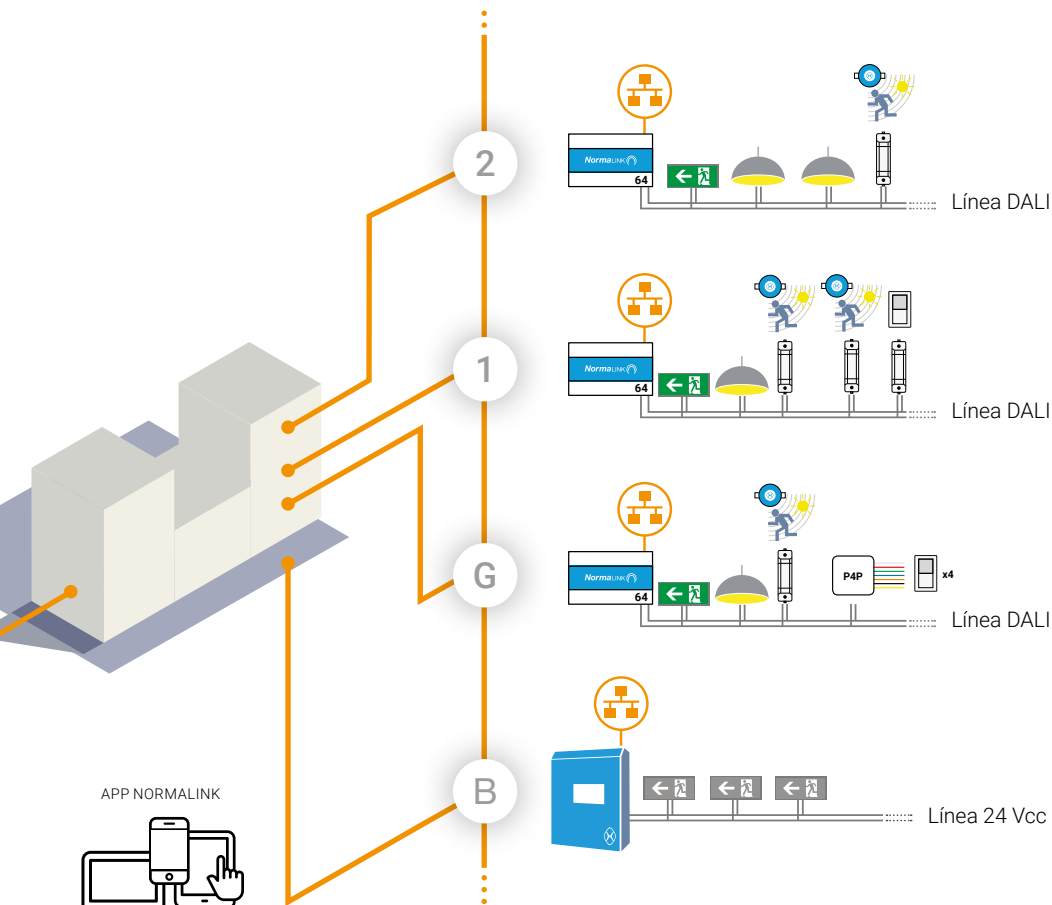 2
NormaLINK
64
Línea DALI
1
NormaLINK
64
Línea DALI
G
NormaLINK
64
P4P
x4
Línea DALI
B
Línea 24 Vcc
APP NORMALINK